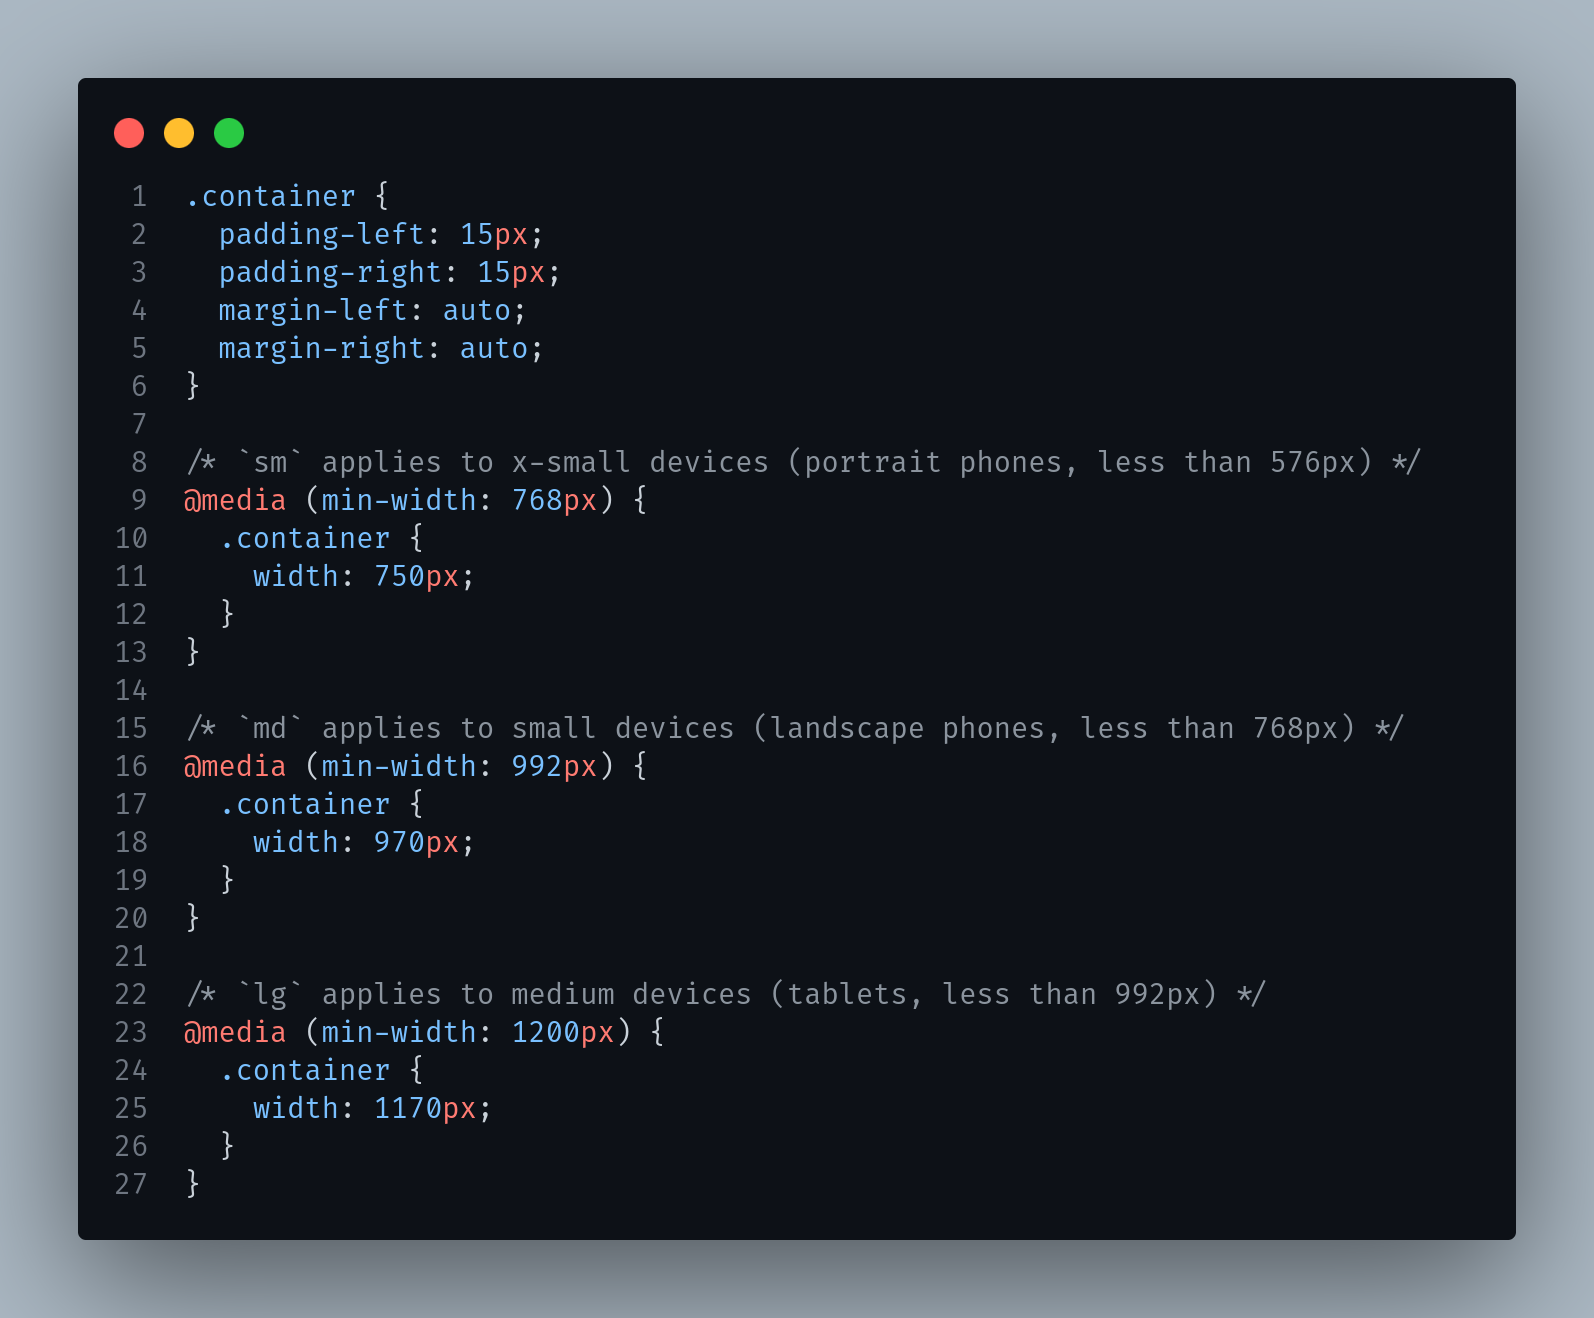 1 .container {
2   padding-left: 15px;
3   padding-right: 15px;
4   margin-left: auto;
5   margin-right: auto;
6 }
7
8 /* `sm` applies to x-small devices (portrait phones, less than 576px) */
9 @media (min-width: 768px) {
10   .container {
11     width: 750px;
12   }
13 }
14
15 /* `md` applies to small devices (landscape phones, less than 768px) */
16 @media (min-width: 992px) {
17   .container {
18     width: 970px;
19   }
20 }
21
22 /* `lg` applies to medium devices (tablets, less than 992px) */
23 @media (min-width: 1200px) {
24   .container {
25     width: 1170px;
26   }
27 }